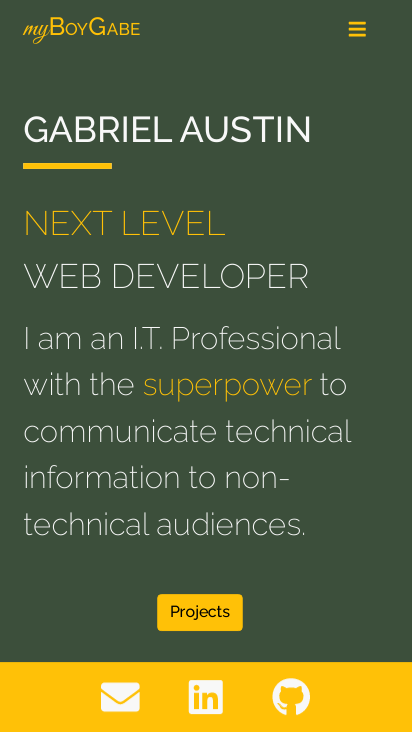 myBoyGabe
GABRIEL AUSTIN
NEXT LEVEL
WEB DEVELOPER
I am an I.T. Professional
with the superpower to
communicate technical
information to non-
technical audiences.
Projects